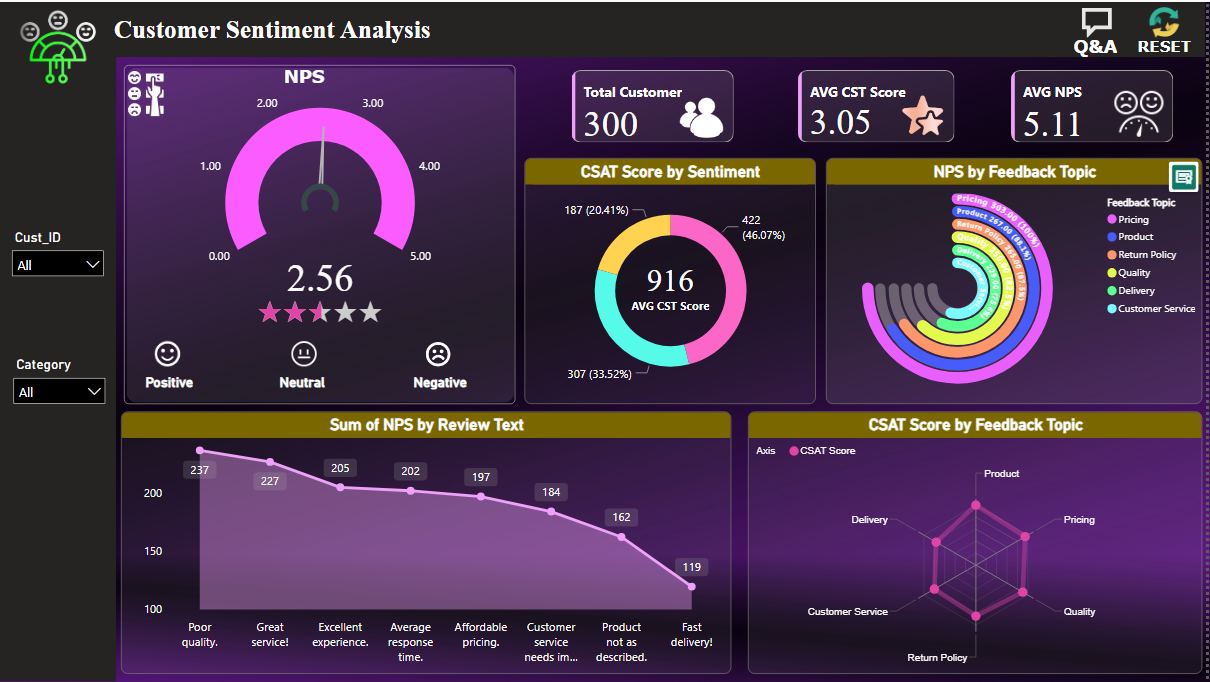 Customer Sentiment Analysis
Q&A
RESET
Cust_ID
All
Category
All
NPS
0.00
1.00
2.00
3.00
4.00
5.00
2.56
Positive
Neutral
Negative
Total Customer
300
AVG CST Score
3.05
AVG NPS
5.11
CSAT Score by Sentiment
187 (20.41%)
422
(46.07%)
916
AVG CST Score
307 (33.52%)
NPS by Feedback Topic
Pricing 303.00 (100%)
Product 267.00 (88.1%)
Return Policy
Quality
Delivery
Feedback Topic
Pricing
Product
Return Policy
Quality
Delivery
Customer Service
Sum of NPS by Review Text
200
150
100
237
227
205
202
197
184
162
119
Poor
quality.
Great
service!
Excellent
experience.
Average
response
time.
Affordable
pricing.
Customer
service
needs im...
Product
not as
described.
Fast
delivery!
CSAT Score by Feedback Topic
Axis
CSAT Score
Product
Pricing
Quality
Return Policy
Customer Service
Delivery